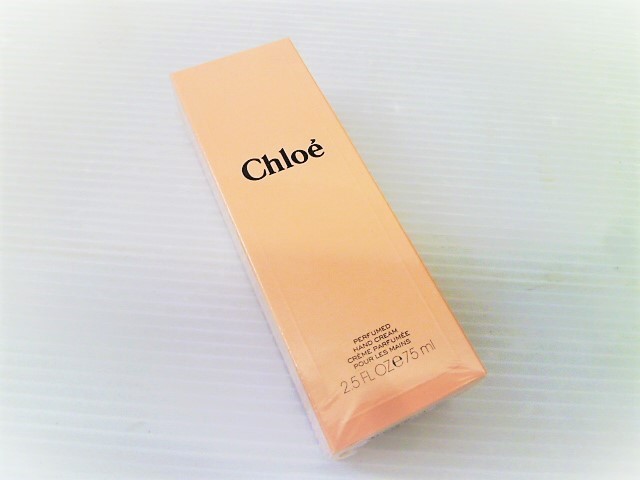 Chloé
PERFUMED
HAND CREAM
CRÈME PARFUMÉE
POUR LES MAINS
2.5 FL OZ℮75 ml